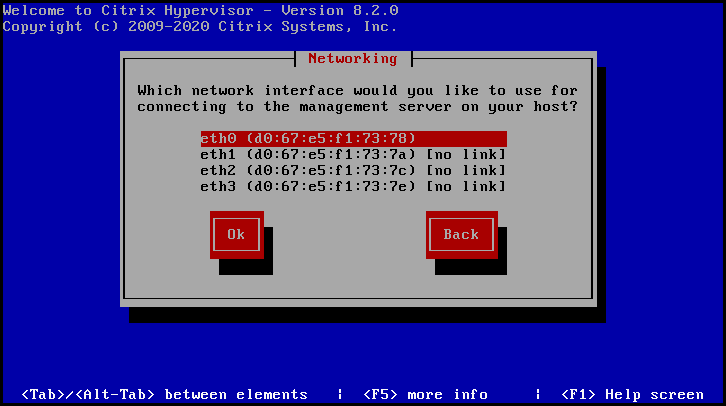 Welcome to Citrix Hypervisor - Version 8.2.0
Copyright (c) 2009-2020 Citrix Systems, Inc.
Networking
Which network interface would you like to use for
connecting to the management server on your host?
eth0 (d0:67:e5:f1:73:78)
eth1 (d0:67:e5:f1:73:7a) [no link]
eth2 (d0:67:e5:f1:73:7c) [no link]
eth3 (d0:67:e5:f1:73:7e) [no link]
Ok Back
<Tab>/<Alt-Tab> between elements | <F5> more info | <F1> Help screen